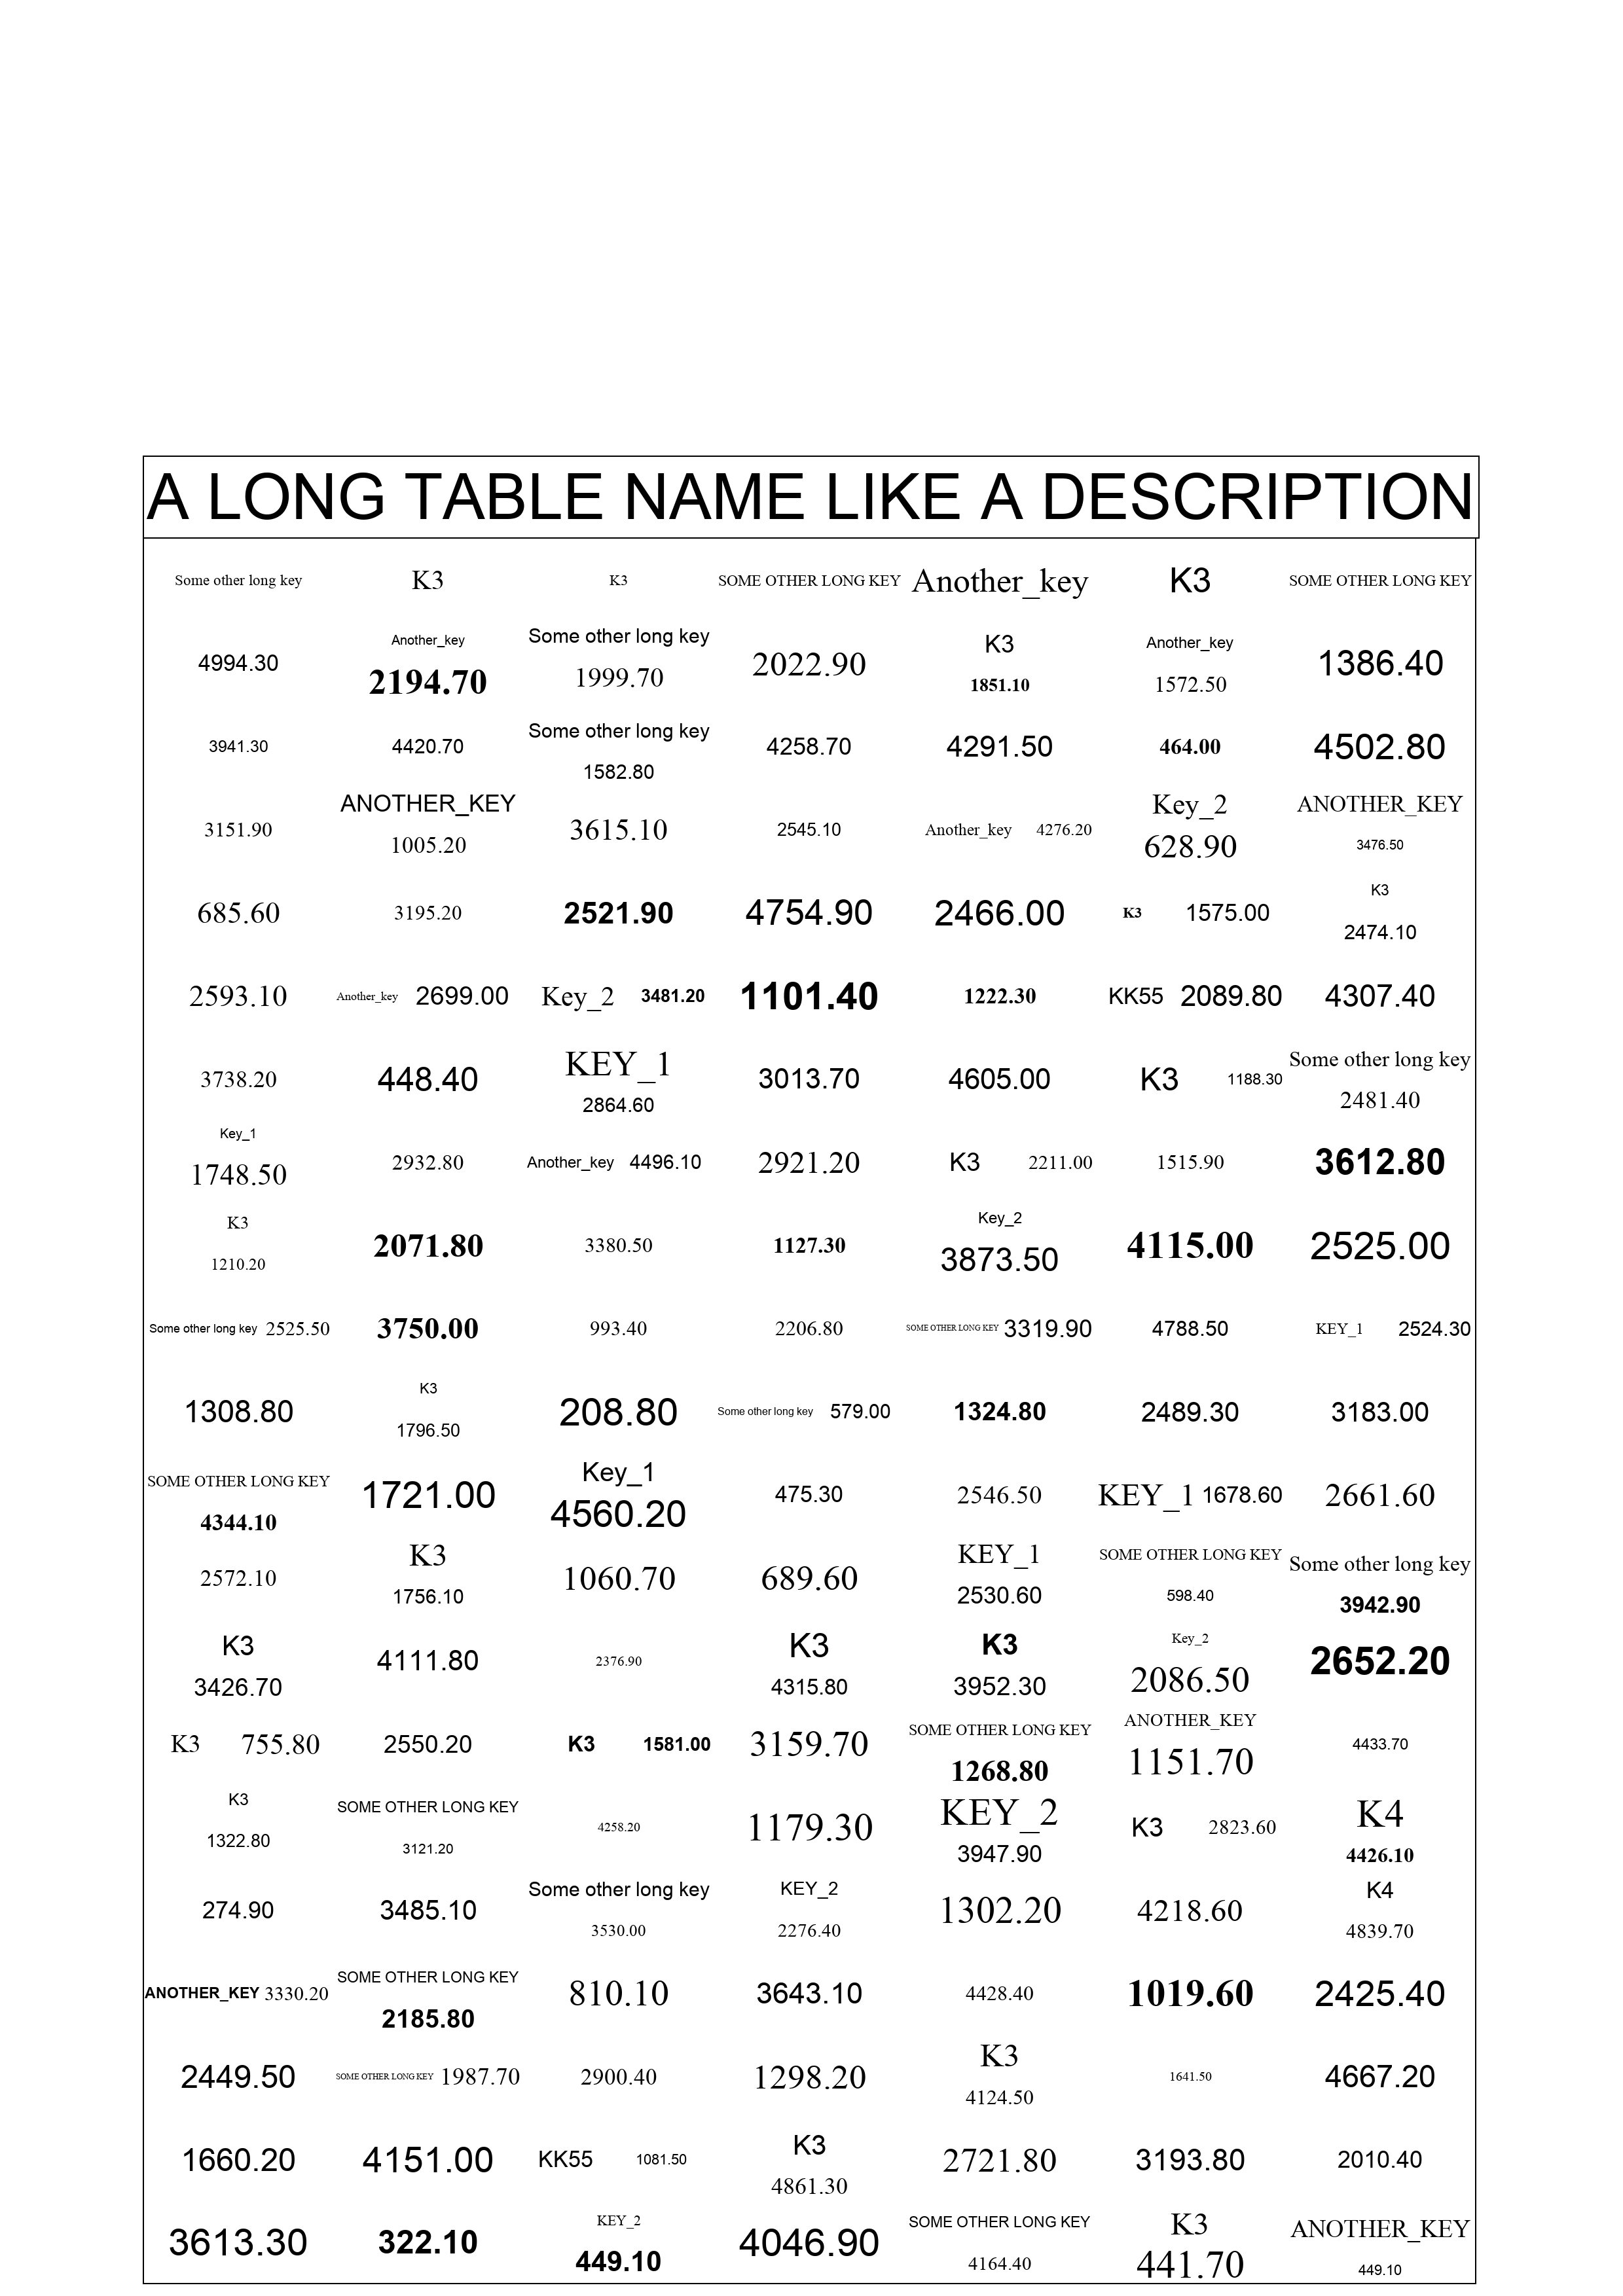 A LONG TABLE NAME LIKE A DESCRIPTION
Some other long key K3 K3 SOME OTHER LONG KEY Another_key K3 SOME OTHER LONG KEY
Another_key Some other long key K3 Another_key
4994.30 2194.70 1999.70 2022.90 1851.10 1572.50 1386.40
Some other long key
3941.30 4420.70 1582.80 4258.70 4291.50 464.00 4502.80
ANOTHER_KEY Key_2 ANOTHER_KEY
3151.90 1005.20 3615.10 2545.10 Another_key 4276.20 628.90 3476.50
K3
685.60 3195.20 2521.90 4754.90 2466.00 K3 1575.00 2474.10
2593.10 Another_key 2699.00 Key_2 3481.20 1101.40 1222.30 KK55 2089.80 4307.40
KEY_1 Some other long key
3738.20 448.40 2864.60 3013.70 4605.00 K3 1188.30 2481.40
Key_1
1748.50 2932.80 Another_key 4496.10 2921.20 K3 2211.00 1515.90 3612.80
K3 Key_2
1210.20 2071.80 3380.50 1127.30 3873.50 4115.00 2525.00
Some other long key 2525.50 3750.00 993.40 2206.80 SOME OTHER LONG KEY 3319.90 4788.50 KEY_1 2524.30
K3
1308.80 1796.50 208.80 Some other long key 579.00 1324.80 2489.30 3183.00
SOME OTHER LONG KEY Key_1
4344.10 1721.00 4560.20 475.30 2546.50 KEY_1 1678.60 2661.60
K3 KEY_1 SOME OTHER LONG KEY Some other long key
2572.10 1756.10 1060.70 689.60 2530.60 598.40 3942.90
K3 K3 K3 Key_2
3426.70 4111.80 2376.90 4315.80 3952.30 2086.50 2652.20
SOME OTHER LONG KEY ANOTHER_KEY
K3 755.80 2550.20 K3 1581.00 3159.70 1268.80 1151.70 4433.70
K3 SOME OTHER LONG KEY KEY_2 K4
1322.80 3121.20 4258.20 1179.30 3947.90 K3 2823.60 4426.10
Some other long key KEY_2 K4
274.90 3485.10 3530.00 2276.40 1302.20 4218.60 4839.70
SOME OTHER LONG KEY
ANOTHER_KEY 3330.20 2185.80 810.10 3643.10 4428.40 1019.60 2425.40
K3
2449.50 SOME OTHER LONG KEY 1987.70 2900.40 1298.20 4124.50 1641.50 4667.20
K3
1660.20 4151.00 KK55 1081.50 4861.30 2721.80 3193.80 2010.40
KEY_2 SOME OTHER LONG KEY K3 ANOTHER_KEY
3613.30 322.10 449.10 4046.90 4164.40 441.70 449.10